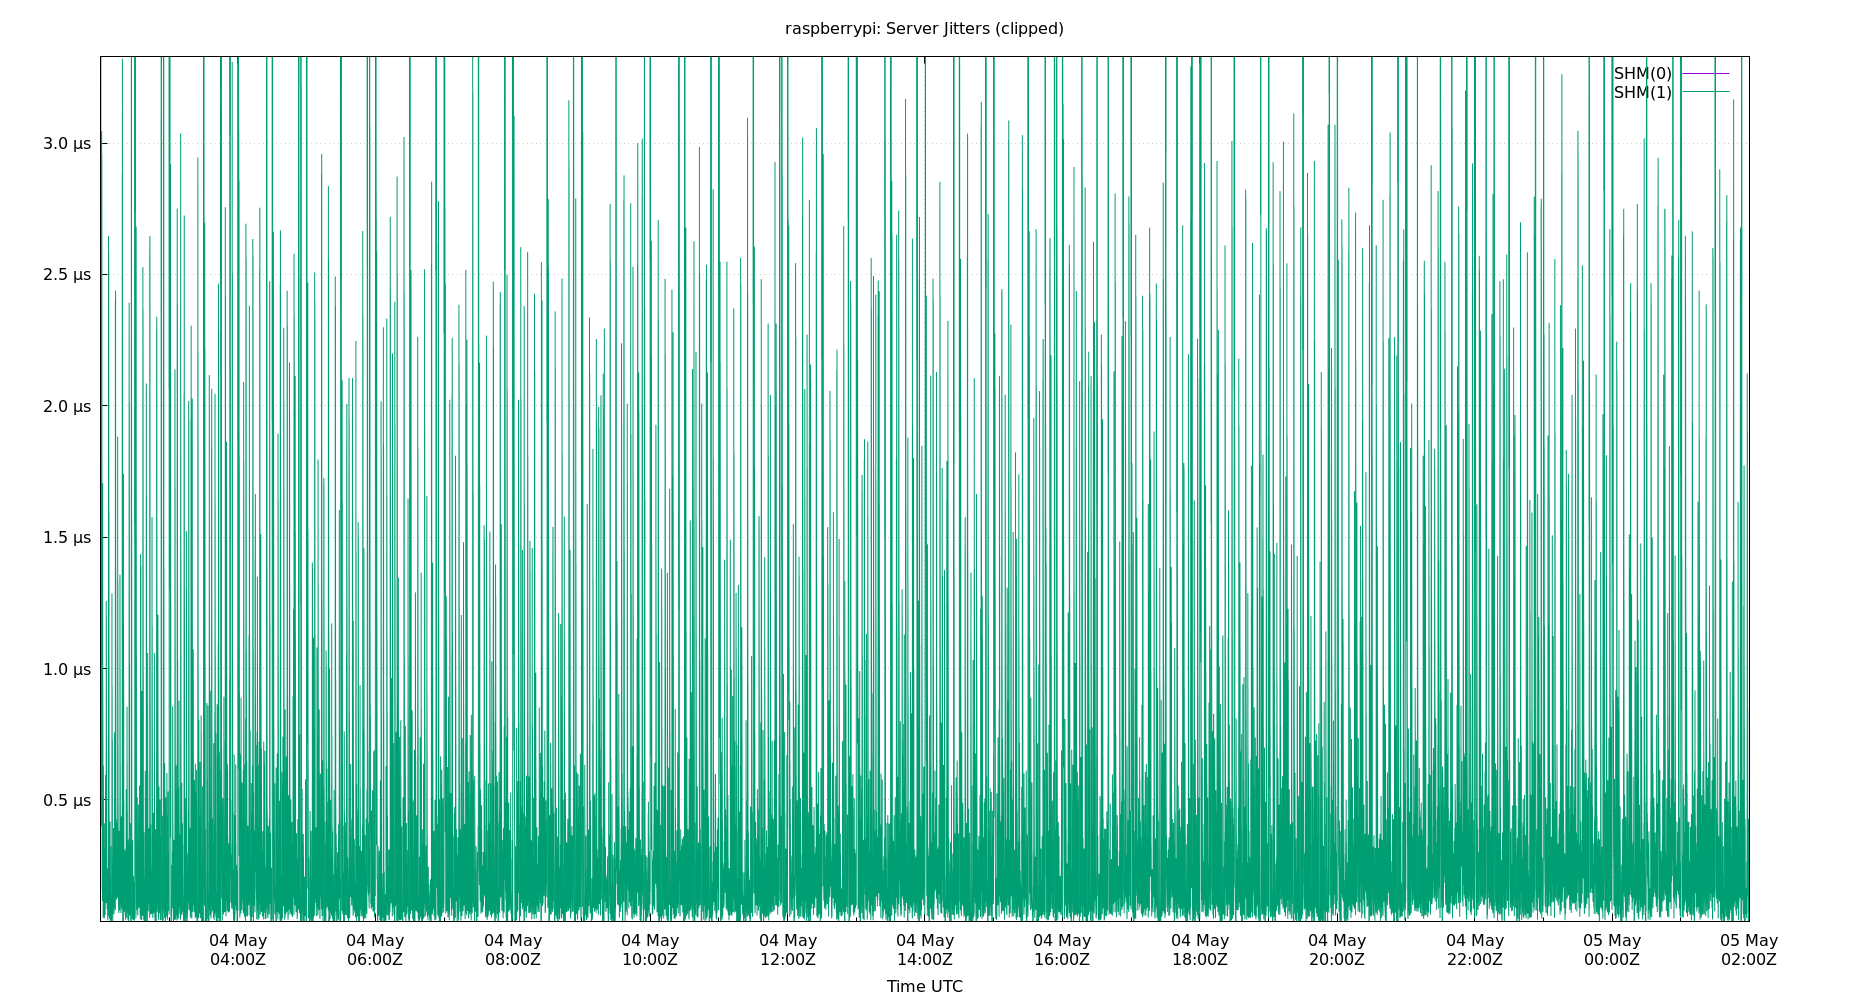 raspberrypi: Server Jitters (clipped)
SHM(0)
SHM(1)
3.0 µs
2.5 µs
2.0 µs
1.5 µs
1.0 µs
0.5 µs
04 May 04 May 04 May 04 May 04 May 04 May 04 May 04 May 04 May 04 May 05 May 05 May
04:00Z 06:00Z 08:00Z 10:00Z 12:00Z 14:00Z 16:00Z 18:00Z 20:00Z 22:00Z 00:00Z 02:00Z
Time UTC